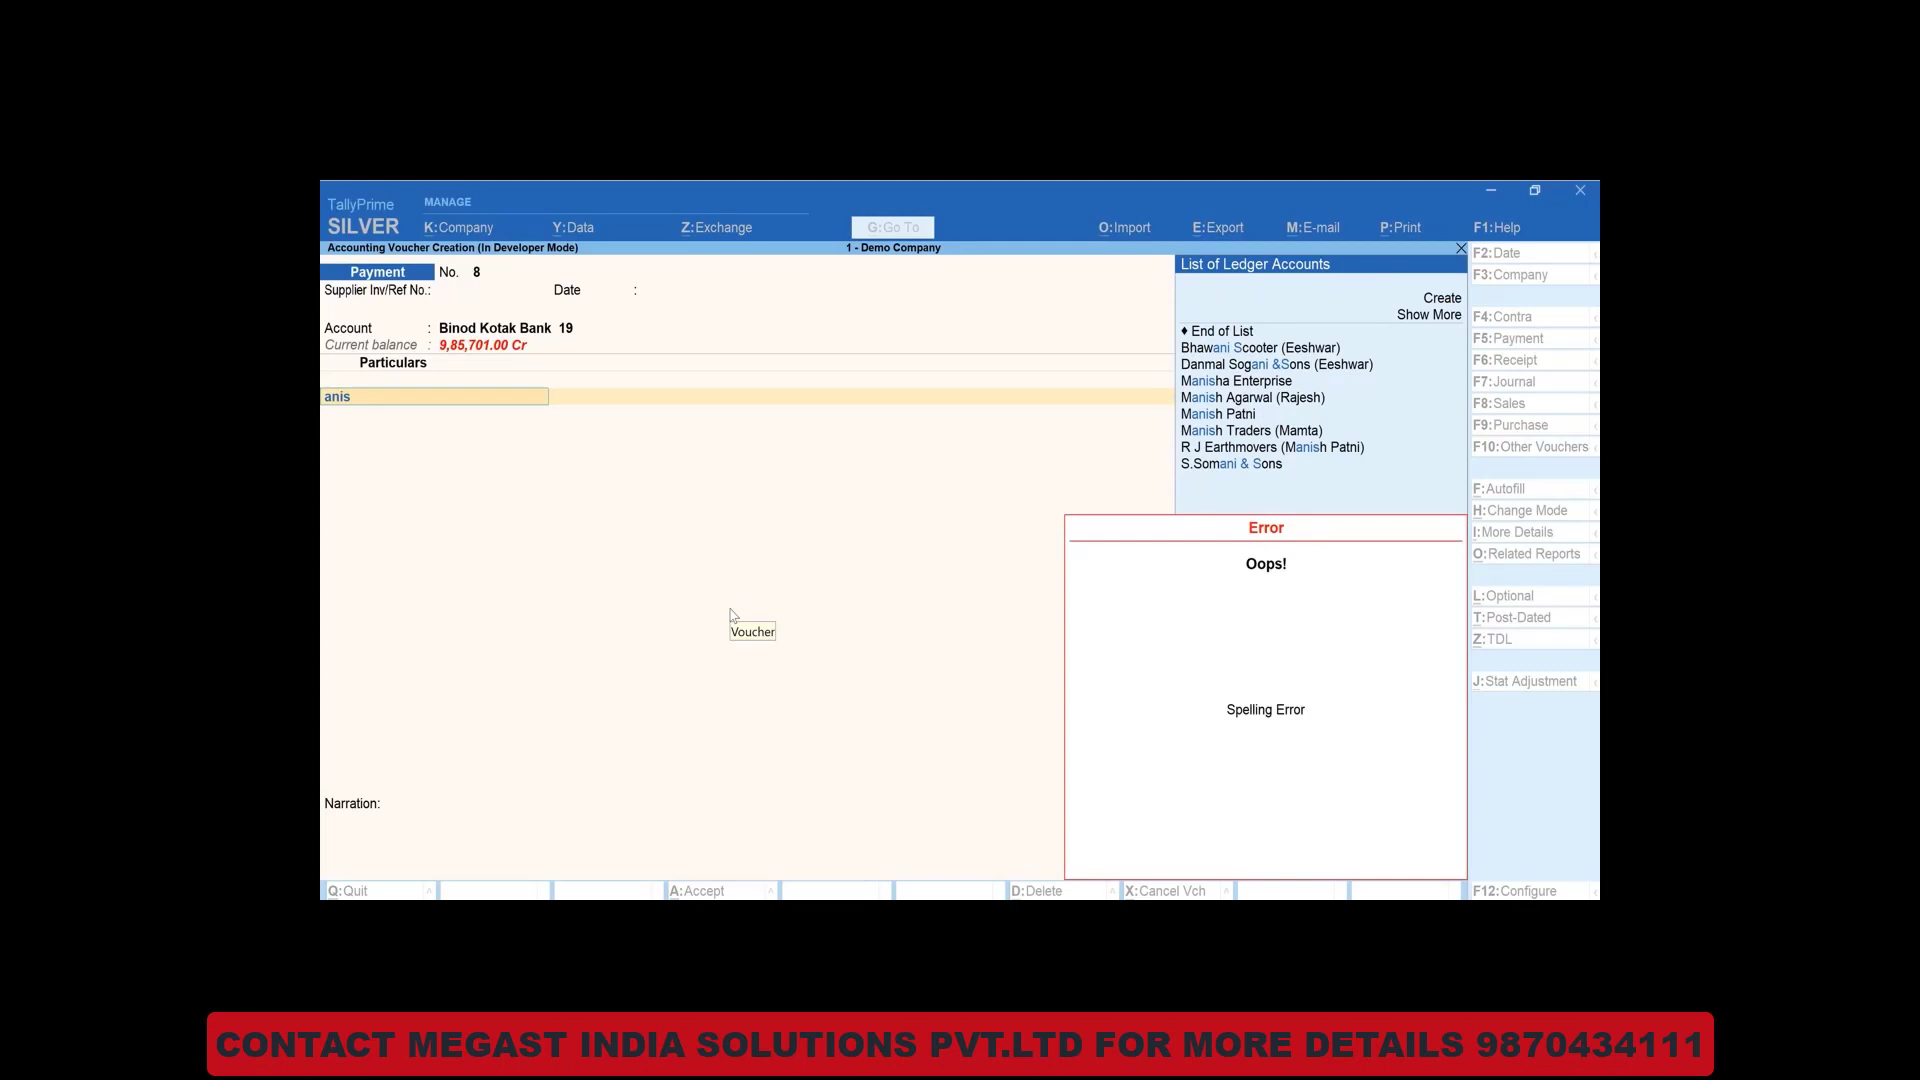 TallyPrime
SILVER
MANAGE
K:Company
Y:Data
Z:Exchange
G:Go To
O:Import
E:Export
M:E-mail
P:Print
F1:Help
Accounting Voucher Creation (In Developer Mode)
1 - Demo Company
Payment No. 8
Supplier Inv/Ref No.: Date :
Account : Binod Kotak Bank 19
Current balance : 9,85,701.00 Cr
Particulars
anis
List of Ledger Accounts
Create
Show More
♦ End of List
Bhawani Scooter (Eeshwar)
Danmal Sogani &Sons (Eeshwar)
Manisha Enterprise
Manish Agarwal (Rajesh)
Manish Patni
Manish Traders (Mamta)
R J Earthmovers (Manish Patni)
S.Somani & Sons
Error
Oops!
Spelling Error
Voucher
Narration:
F2:Date
F3:Company
F4:Contra
F5:Payment
F6:Receipt
F7:Journal
F8:Sales
F9:Purchase
F10:Other Vouchers
F:Autofill
H:Change Mode
I:More Details
O:Related Reports
L:Optional
T:Post-Dated
Z:TDL
J:Stat Adjustment
Q:Quit
A:Accept
D:Delete
X:Cancel Vch
F12:Configure
CONTACT MEGAST INDIA SOLUTIONS PVT.LTD FOR MORE DETAILS 9870434111